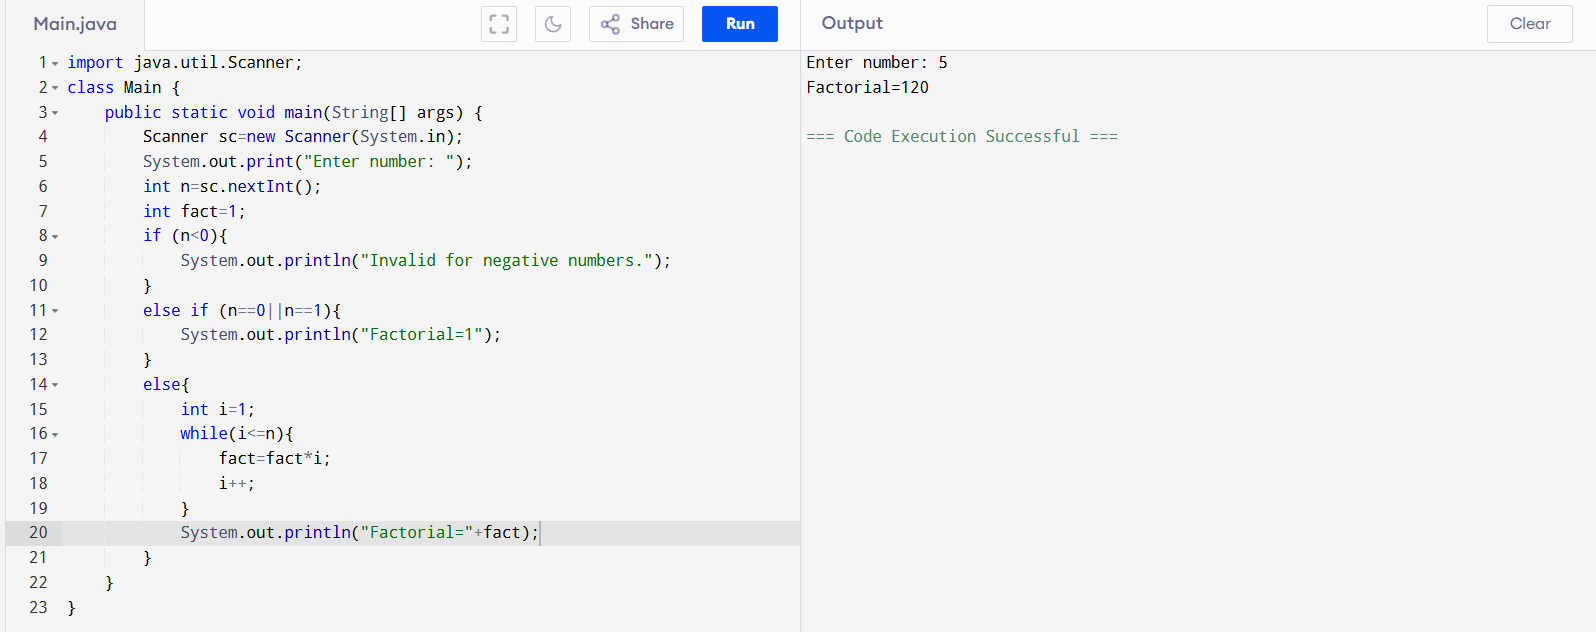 Main.java
Share
Run
Output
Clear
1 import java.util.Scanner;
2 class Main {
3     public static void main(String[] args) {
4         Scanner sc=new Scanner(System.in);
5         System.out.print("Enter number: ");
6         int n=sc.nextInt();
7         int fact=1;
8         if (n<0){
9             System.out.println("Invalid for negative numbers.");
10         }
11         else if (n==0||n==1){
12             System.out.println("Factorial=1");
13         }
14         else{
15             int i=1;
16             while(i<=n){
17                 fact=fact*i;
18                 i++;
19             }
20             System.out.println("Factorial="+fact);
21         }
22     }
23 }
Enter number: 5
Factorial=120
=== Code Execution Successful ===